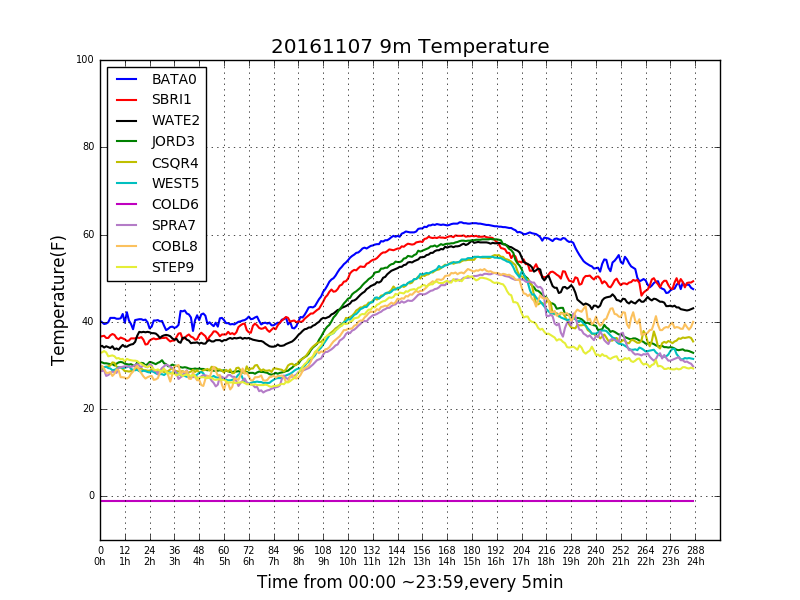 20161107 9m Temperature
100
80
60
40
20
0
Temperature(F)
BATA0
SBRI1
WATE2
JORD3
CSQR4
WEST5
COLD6
SPRA7
COBL8
STEP9
0 12 24 36 48 60 72 84 96 108 120 132 144 156 168 180 192 204 216 228 240 252 264 276 288
0h 1h 2h 3h 4h 5h 6h 7h 8h 9h 10h 11h 12h 13h 14h 15h 16h 17h 18h 19h 20h 21h 22h 23h 24h
Time from 00:00 ~23:59,every 5min